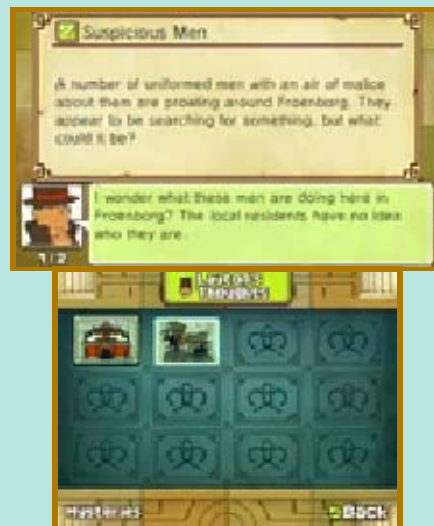 Suspicious Men
A number of uniformed men with an air of malice
about them are prowling around Froenborg. They
appear to be searching for something, but what
could it be?
I wonder what these men are doing here in
Froenborg? The local residents have no idea
who they are.
1/2
Layton's
Thoughts
Mysteries
Back